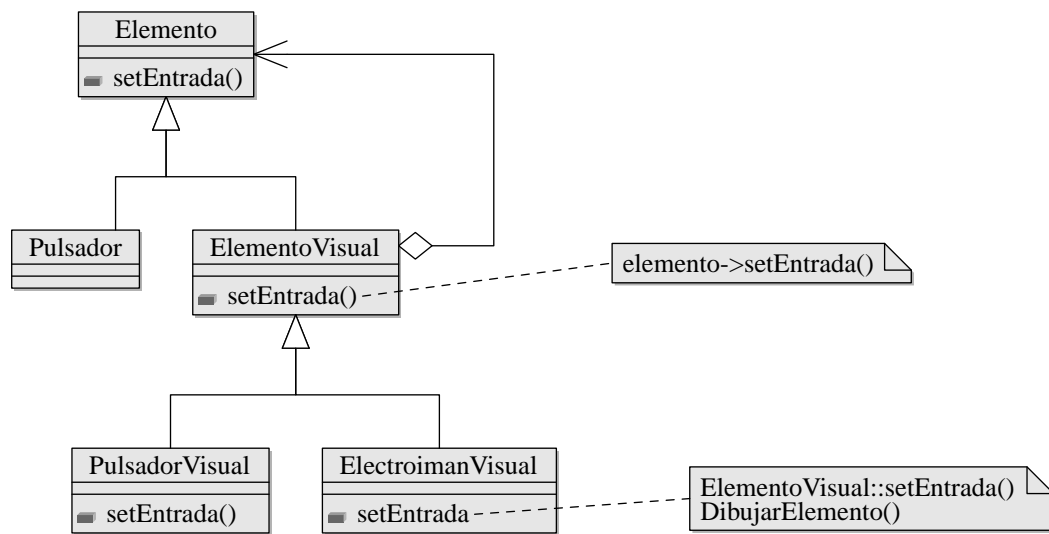 Elemento
setEntrada()
Pulsador
ElementoVisual
setEntrada()
elemento->setEntrada()
PulsadorVisual
setEntrada()
ElectroimanVisual
setEntrada
ElementoVisual::setEntrada()
DibujarElemento()